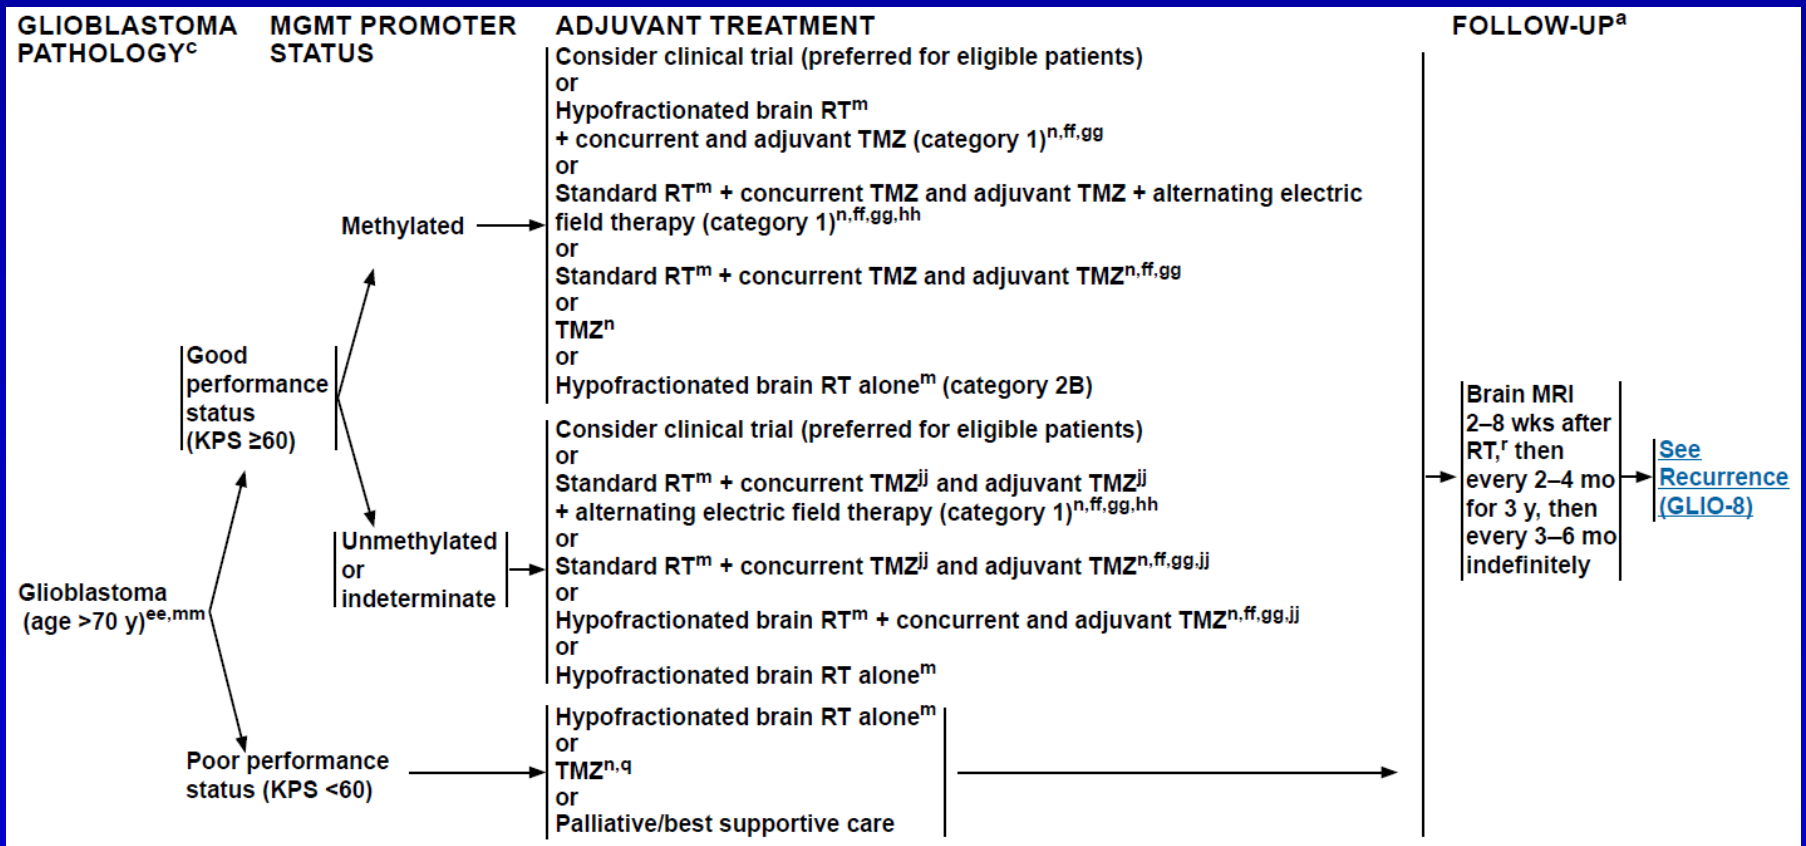 GLIOBLASTOMA
PATHOLOGYᶜ
MGMT PROMOTER
STATUS
ADJUVANT TREATMENT
FOLLOW-UPᵃ
Glioblastoma
(age >70 y)ee,mm
Good
performance
status
(KPS ≥60)
Methylated
Consider clinical trial (preferred for eligible patients)
or
Hypofractionated brain RTm
+ concurrent and adjuvant TMZ (category 1)n,ff,gg
or
Standard RTm + concurrent TMZ and adjuvant TMZ + alternating electric
field therapy (category 1)n,ff,gg,hh
or
Standard RTm + concurrent TMZ and adjuvant TMZn,ff,gg
or
TMZn
or
Hypofractionated brain RT alonem (category 2B)
Unmethylated
or
indeterminate
Consider clinical trial (preferred for eligible patients)
or
Standard RTm + concurrent TMZjj and adjuvant TMZjj
+ alternating electric field therapy (category 1)n,ff,gg,hh
or
Standard RTm + concurrent TMZjj and adjuvant TMZn,ff,gg,jj
or
Hypofractionated brain RTm + concurrent and adjuvant TMZn,ff,gg,jj
or
Hypofractionated brain RT alonem
Poor performance
status (KPS <60)
Hypofractionated brain RT alonem
or
TMZn,q
or
Palliative/best supportive care
Brain MRI
2–8 wks after
RT,r then
every 2–4 mo
for 3 y, then
every 3–6 mo
indefinitely
See
Recurrence
(GLIO-8)